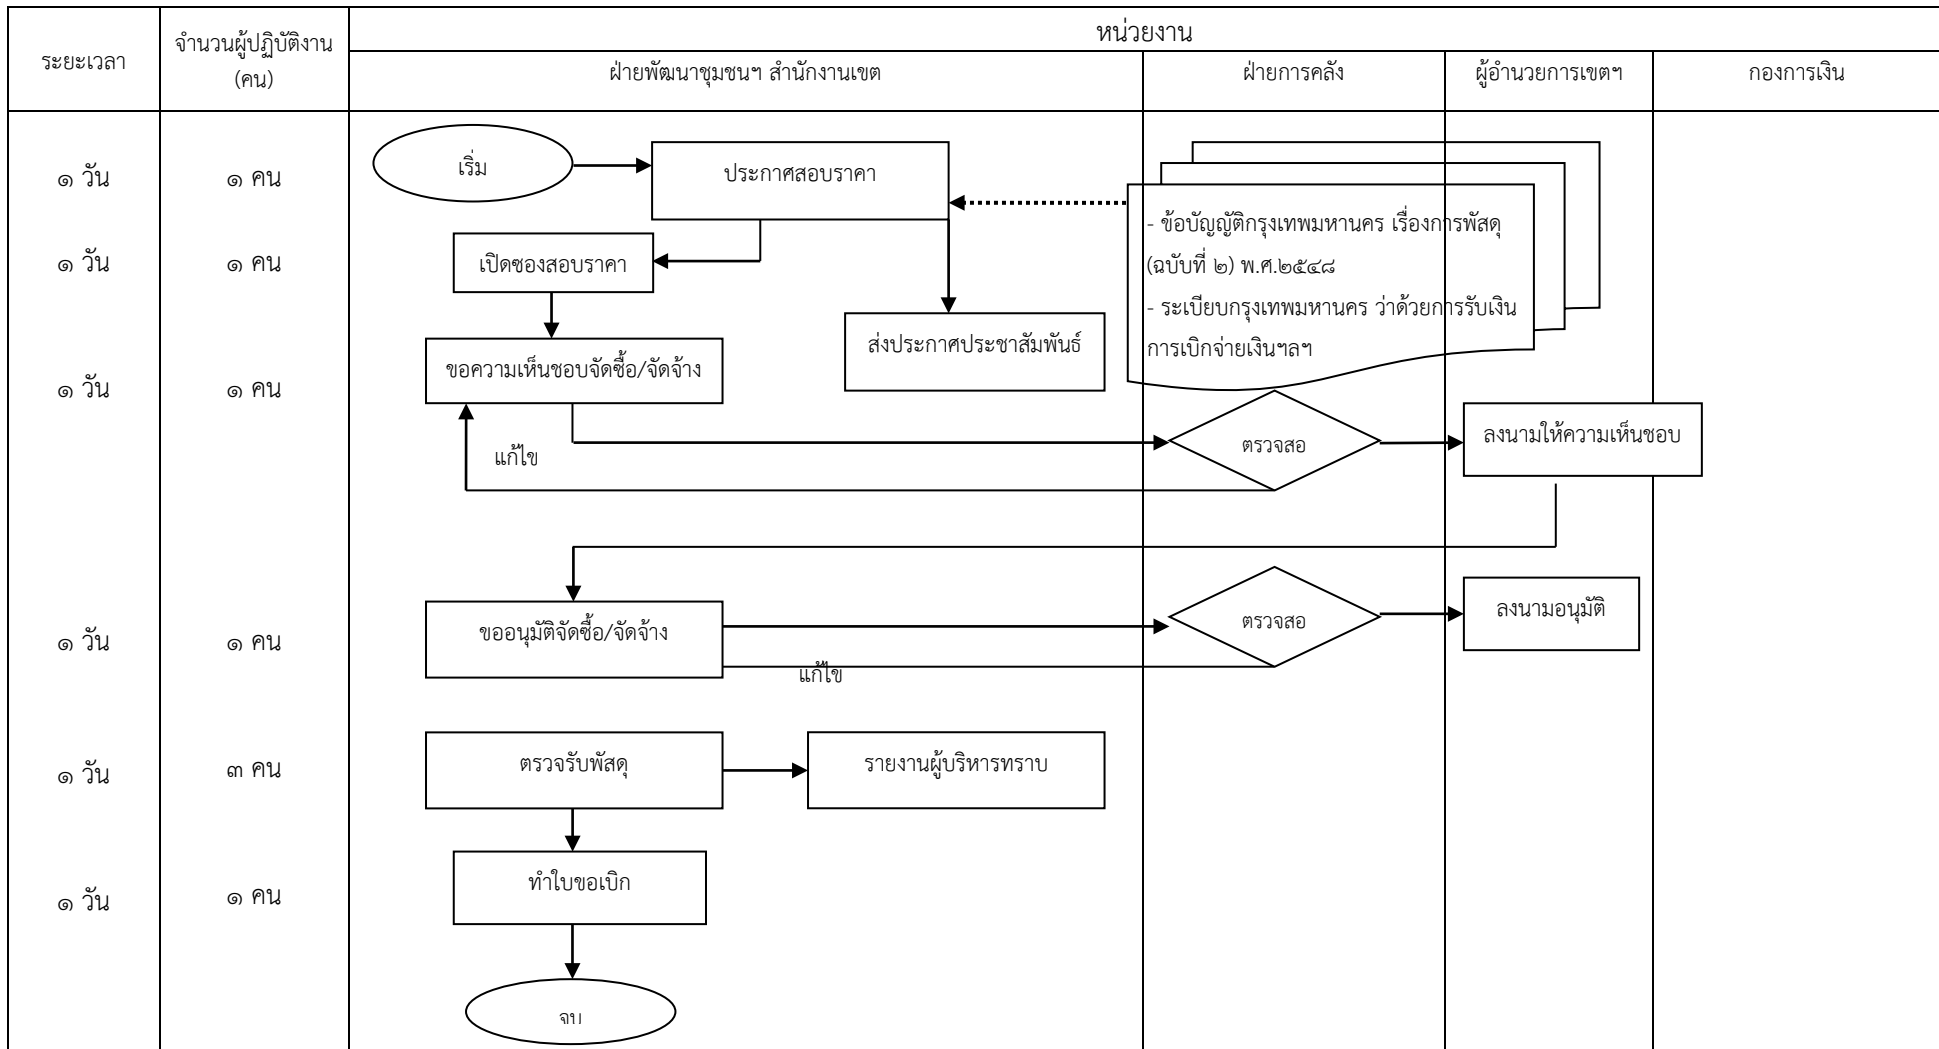 หน่วยงาน
ระยะเวลา
จำนวนผู้ปฏิบัติงาน
(คน)
ฝ่ายพัฒนาชุมชนฯ สำนักงานเขต
ฝ่ายการคลัง
ผู้อำนวยการเขตฯ
กองการเงิน
๑ วัน
๑ คน
เริ่ม
ประกาศสอบราคา
- ข้อบัญญัติกรุงเทพมหานคร เรื่องการพัสดุ
(ฉบับที่ ๒) พ.ศ.๒๕๔๘
- ระเบียบกรุงเทพมหานคร ว่าด้วยการรับเงิน
การเบิกจ่ายเงินฯลฯ
๑ วัน
๑ คน
เปิดซองสอบราคา
ส่งประกาศประชาสัมพันธ์
๑ วัน
๑ คน
ขอความเห็นชอบจัดซื้อ/จัดจ้าง
แก้ไข
ตรวจสอ
ลงนามให้ความเห็นชอบ
๑ วัน
๑ คน
ขออนุมัติจัดซื้อ/จัดจ้าง
แก้ไข
ตรวจสอ
ลงนามอนุมัติ
๑ วัน
๓ คน
ตรวจรับพัสดุ
รายงานผู้บริหารทราบ
๑ วัน
๑ คน
ทำใบขอเบิก
จบ